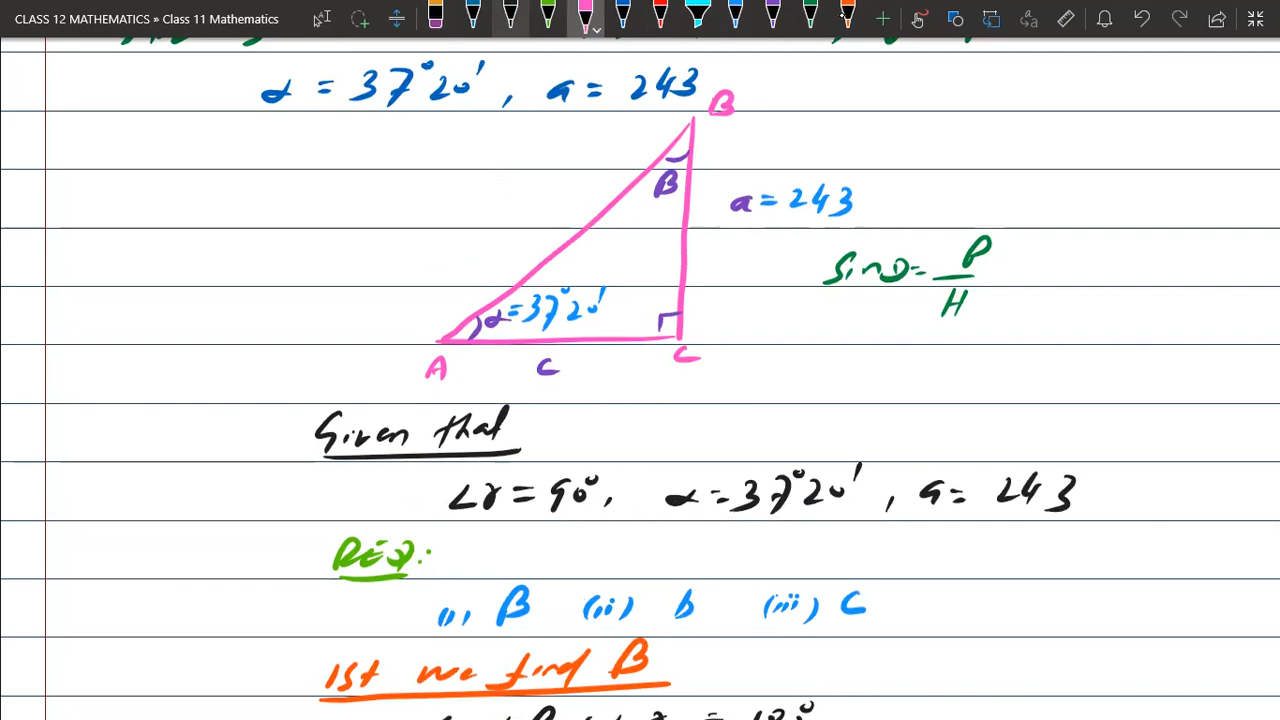 CLASS 12 MATHEMATICS » Class 11 Mathematics
α = 37°20' , a = 243
B
β
a = 243
Sinθ = P/H
α = 37°20'
A
C
C
Given that
∠γ = 90°, α = 37°20' , a = 243
REQ:
(i) β (ii) b (iii) C
1st we find β